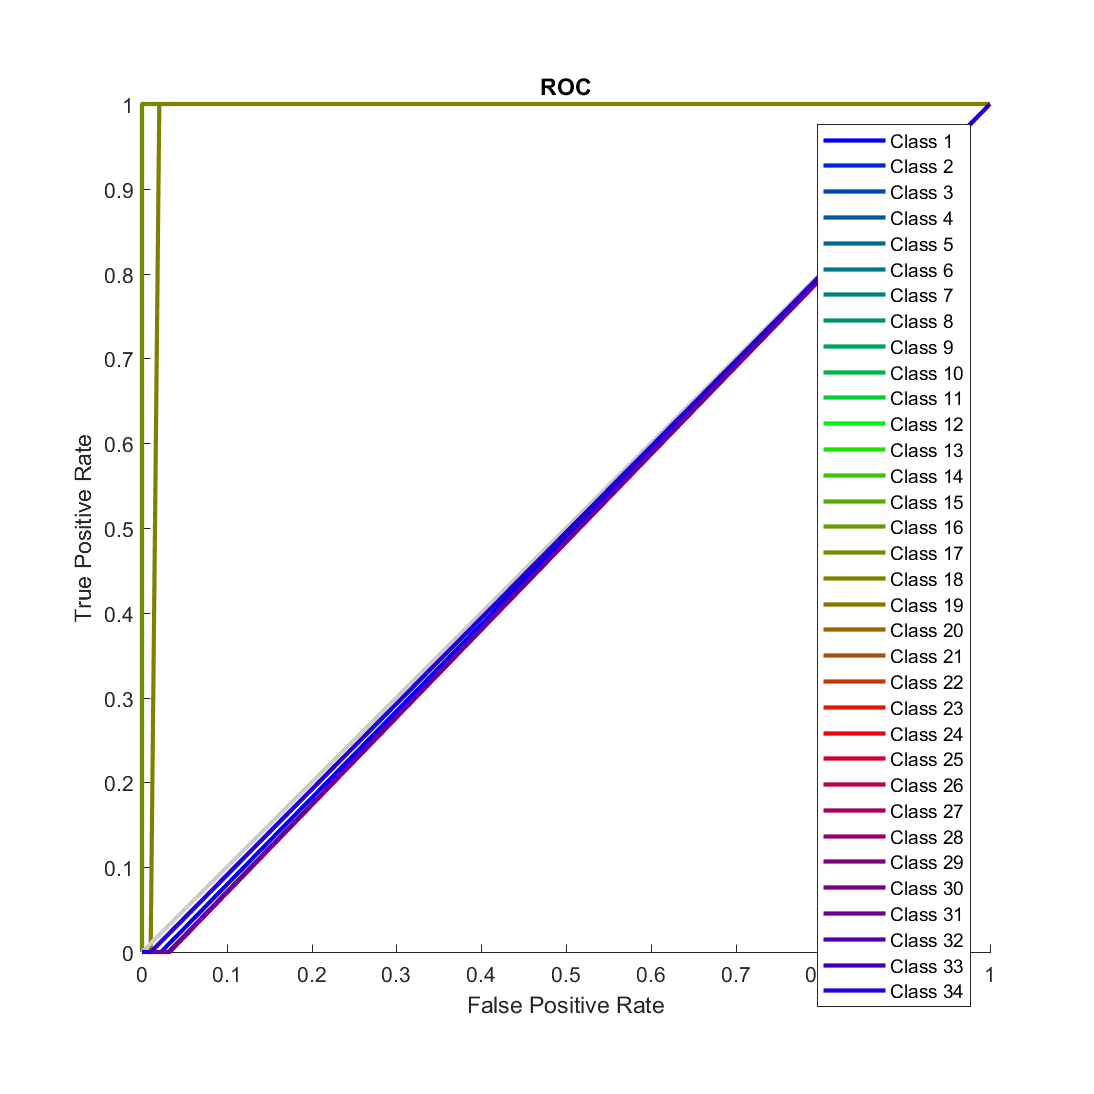 ROC
1
0.9
0.8
0.7
0.6
0.5
0.4
0.3
0.2
0.1
0
True Positive Rate
0 0.1 0.2 0.3 0.4 0.5 0.6 0.7 1
False Positive Rate
Class 1
Class 2
Class 3
Class 4
Class 5
Class 6
Class 7
Class 8
Class 9
Class 10
Class 11
Class 12
Class 13
Class 14
Class 15
Class 16
Class 17
Class 18
Class 19
Class 20
Class 21
Class 22
Class 23
Class 24
Class 25
Class 26
Class 27
Class 28
Class 29
Class 30
Class 31
Class 32
Class 33
Class 34